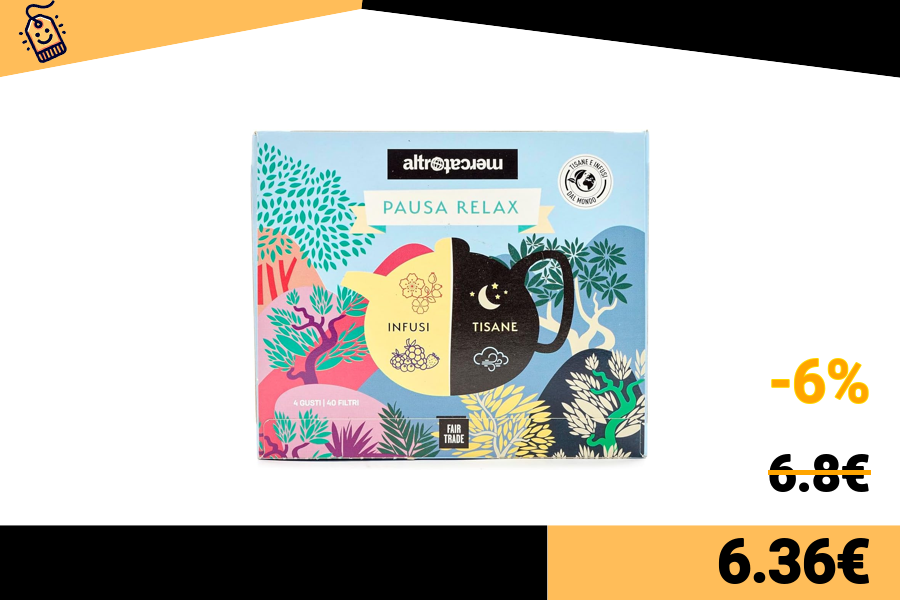 altromercato
TISANE E INFUSI
DAL MONDO
PAUSA RELAX
INFUSI
TISANE
4 GUSTI | 40 FILTRI
FAIR
TRADE
-6%
6.8€
6.36€